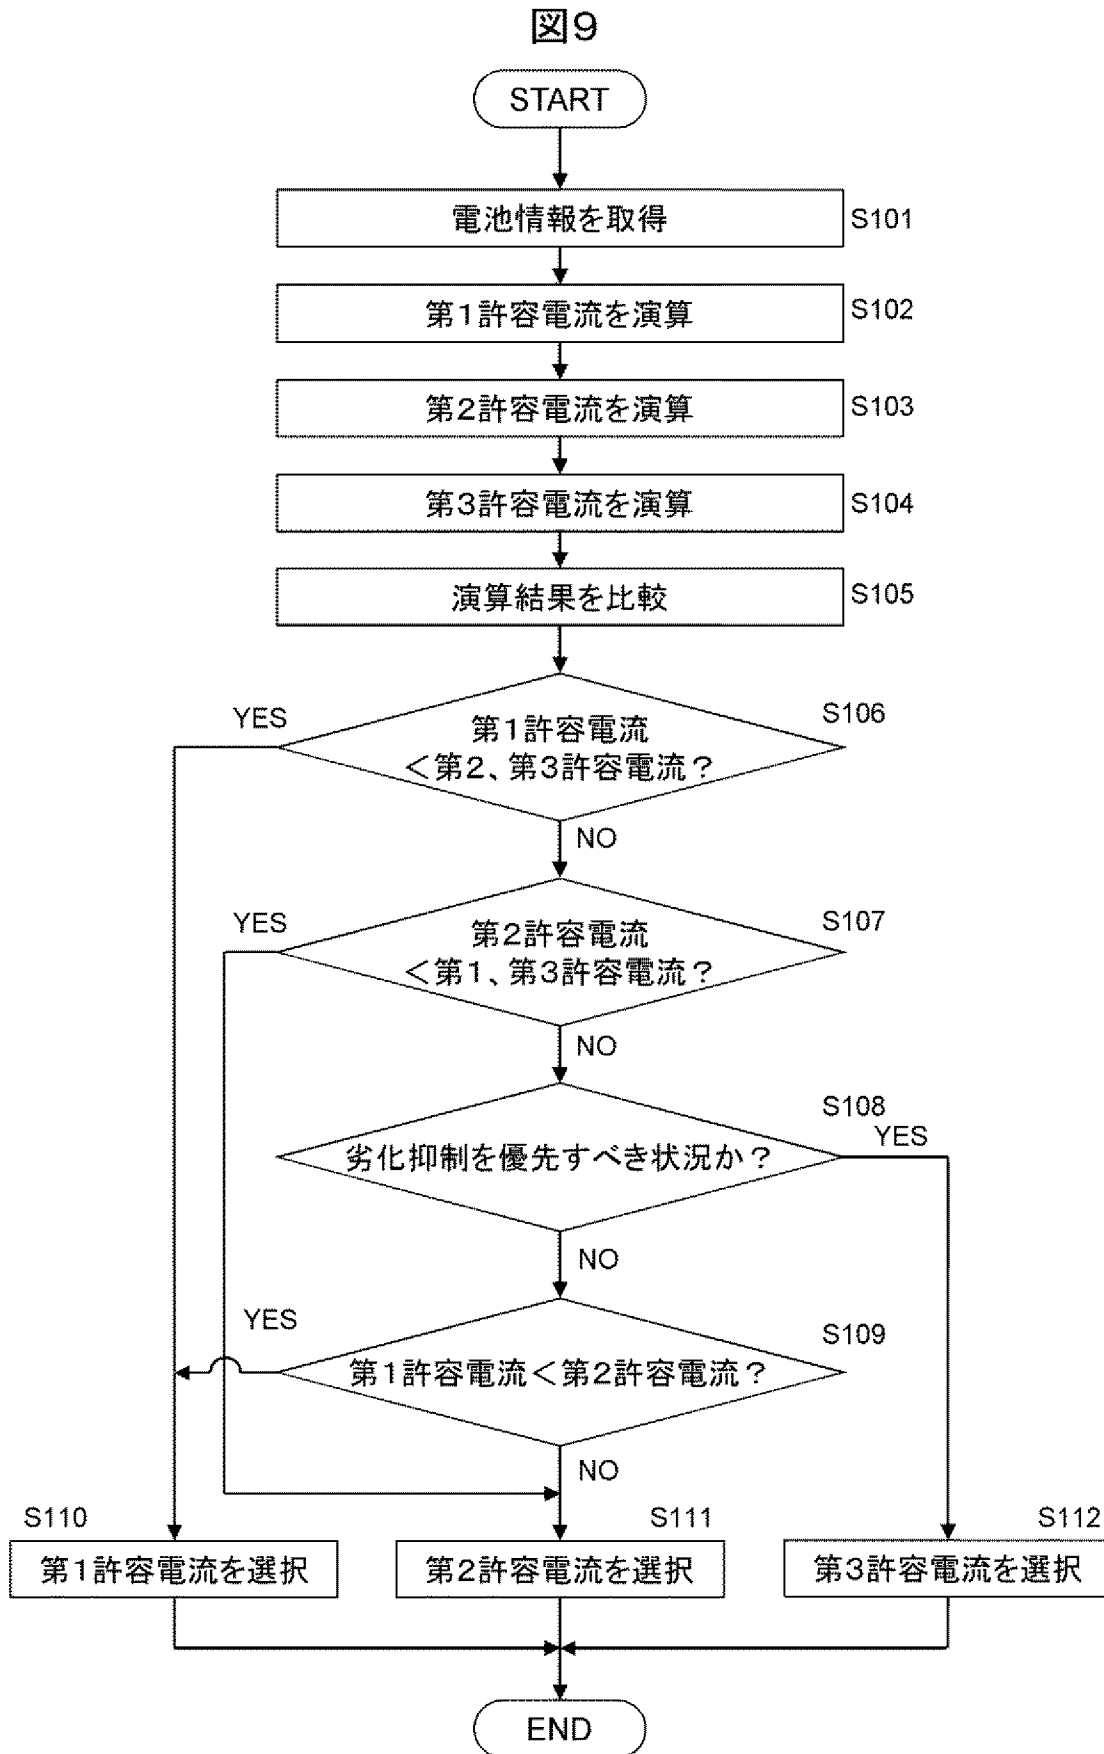 図9
START
電池情報を取得
S101
第1許容電流を演算
S102
第2許容電流を演算
S103
第3許容電流を演算
S104
演算結果を比較
S105
YES
S106
第1許容電流
＜第2、第3許容電流？
NO
YES
S107
第2許容電流
＜第1、第3許容電流？
NO
S108
YES
劣化抑制を優先すべき状況か？
NO
YES
S109
第1許容電流＜第2許容電流？
NO
S110
S111
S112
第1許容電流を選択
第2許容電流を選択
第3許容電流を選択
END